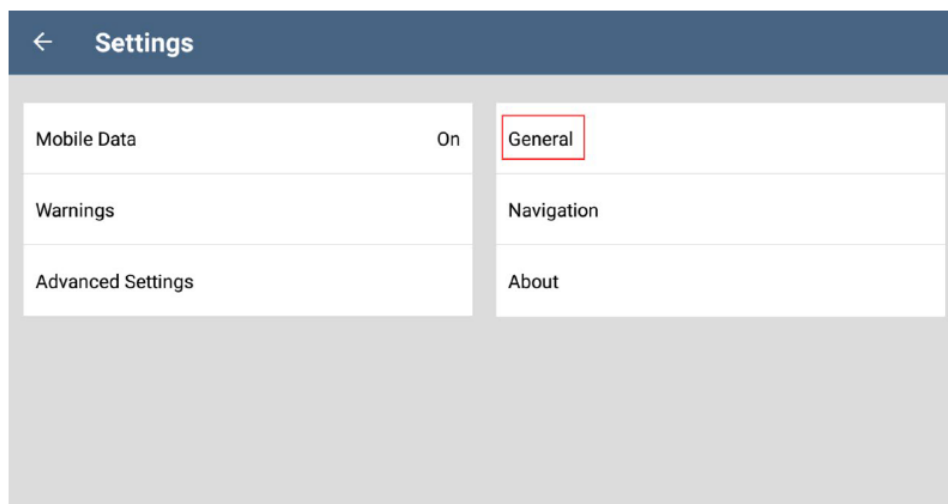 Settings
Mobile Data On
Warnings
Advanced Settings
General
Navigation
About